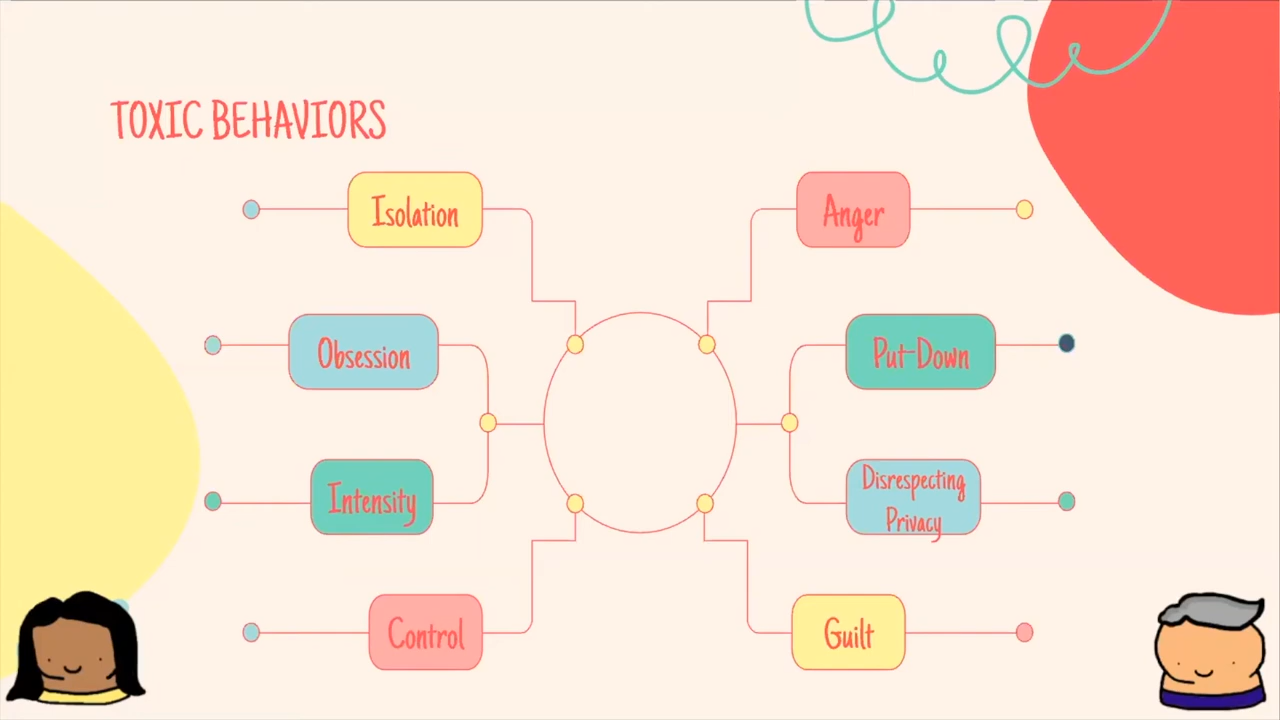 TOXIC BEHAVIORS
Isolation
Anger
Obsession
Put-Down
Intensity
Disrespecting
Privacy
Control
Guilt